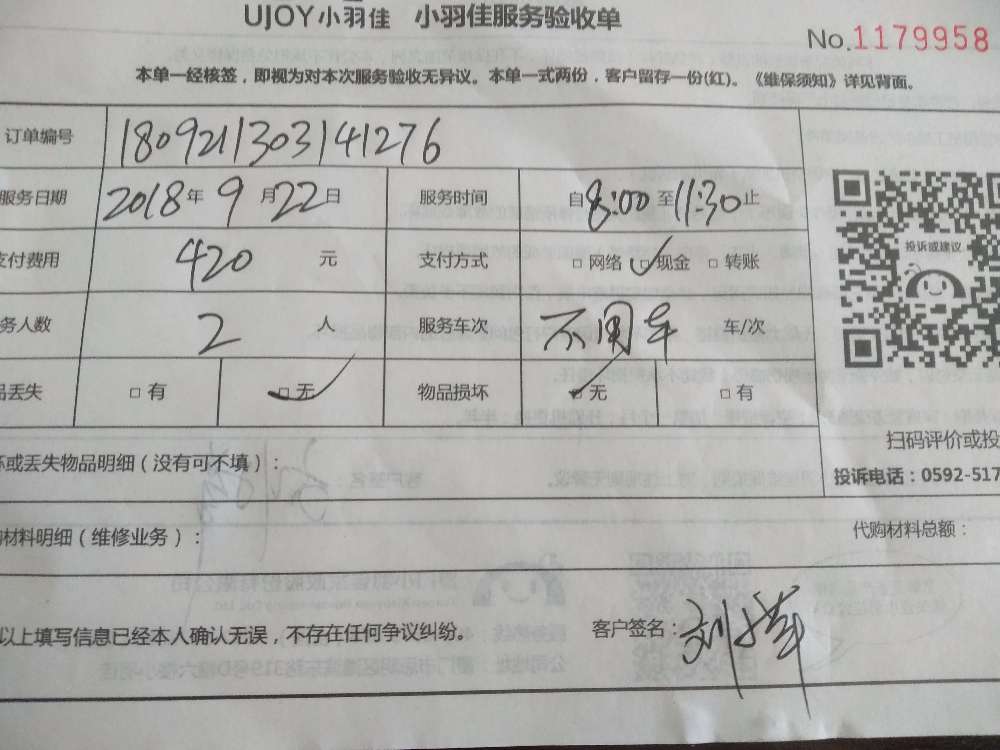 UJOY小羽佳 小羽佳服务验收单
No.1179958
本单一经核签，即视为对本次服务验收无异议。本单一式两份，客户留存一份(红)。《维保须知》详见背面。
订单编号 1809211303141276
服务日期 2018年9月22日 服务时间 自8:00至11:30止
支付费用 420 元 支付方式 □网络 □现金 □转账
务人数 2 人 服务车次 不用车 车/次
品丢失 □有 □无 物品损坏 □无 □有
投诉或建议
扫码评价或投
投诉电话：0592-517
坏或丢失物品明细（没有可不填）：
购材料明细（维修业务）： 代购材料总额：
以上填写信息已经本人确认无误，不存在任何争议纠纷。 客户签名：刘